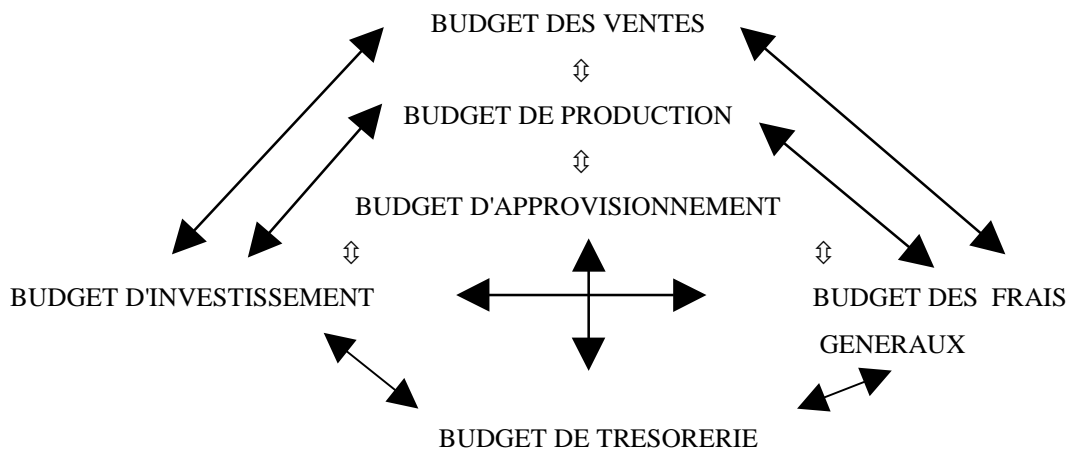 BUDGET DES VENTES
BUDGET DE PRODUCTION
BUDGET D'APPROVISIONNEMENT
BUDGET D'INVESTISSEMENT
BUDGET DES FRAIS
GENERAUX
BUDGET DE TRESORERIE